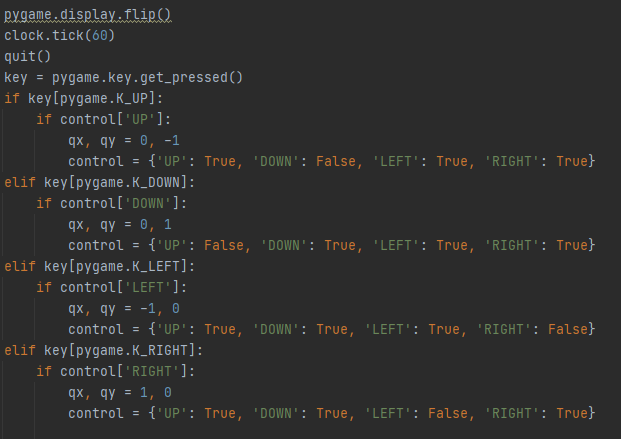 pygame.display.flip()
clock.tick(60)
quit()
key = pygame.key.get_pressed()
if key[pygame.K_UP]:
    if control['UP']:
        qx, qy = 0, -1
        control = {'UP': True, 'DOWN': False, 'LEFT': True, 'RIGHT': True}
elif key[pygame.K_DOWN]:
    if control['DOWN']:
        qx, qy = 0, 1
        control = {'UP': False, 'DOWN': True, 'LEFT': True, 'RIGHT': True}
elif key[pygame.K_LEFT]:
    if control['LEFT']:
        qx, qy = -1, 0
        control = {'UP': True, 'DOWN': True, 'LEFT': True, 'RIGHT': False}
elif key[pygame.K_RIGHT]:
    if control['RIGHT']:
        qx, qy = 1, 0
        control = {'UP': True, 'DOWN': True, 'LEFT': False, 'RIGHT': True}